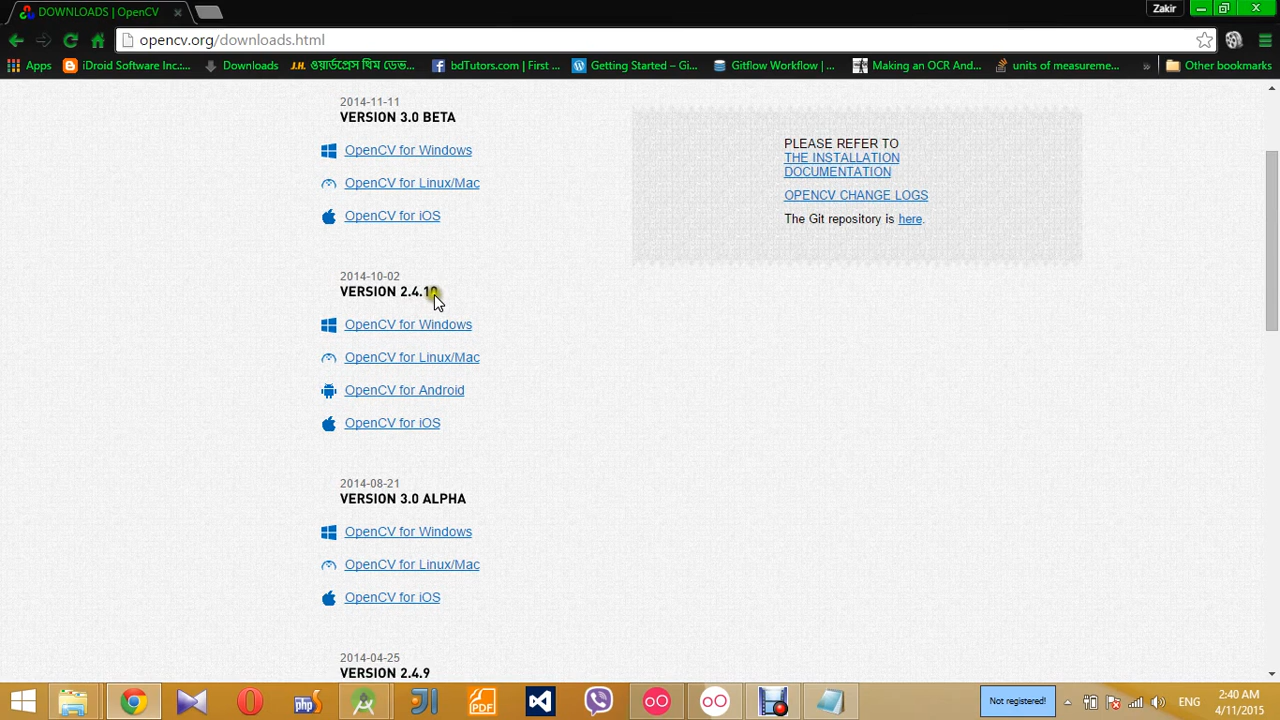 DOWNLOADS | OpenCV
Zakir
opencv.org/downloads.html
Apps
iDroid Software Inc.:...
Downloads
J.H. ওয়ার্ডপ্রেস থিম ডেভ...
bdTutors.com | First ...
Getting Started – Gi...
Gitflow Workflow | ...
Making an OCR And...
units of measureme...
»
Other bookmarks
2014-11-11
VERSION 3.0 BETA
OpenCV for Windows
OpenCV for Linux/Mac
OpenCV for iOS
PLEASE REFER TO
THE INSTALLATION
DOCUMENTATION
OPENCV CHANGE LOGS
The Git repository is here.
2014-10-02
VERSION 2.4.10
OpenCV for Windows
OpenCV for Linux/Mac
OpenCV for Android
OpenCV for iOS
2014-08-21
VERSION 3.0 ALPHA
OpenCV for Windows
OpenCV for Linux/Mac
OpenCV for iOS
2014-04-25
VERSION 2.4.9
php
PDF
Not registered!
ENG
2:40 AM
4/11/2015